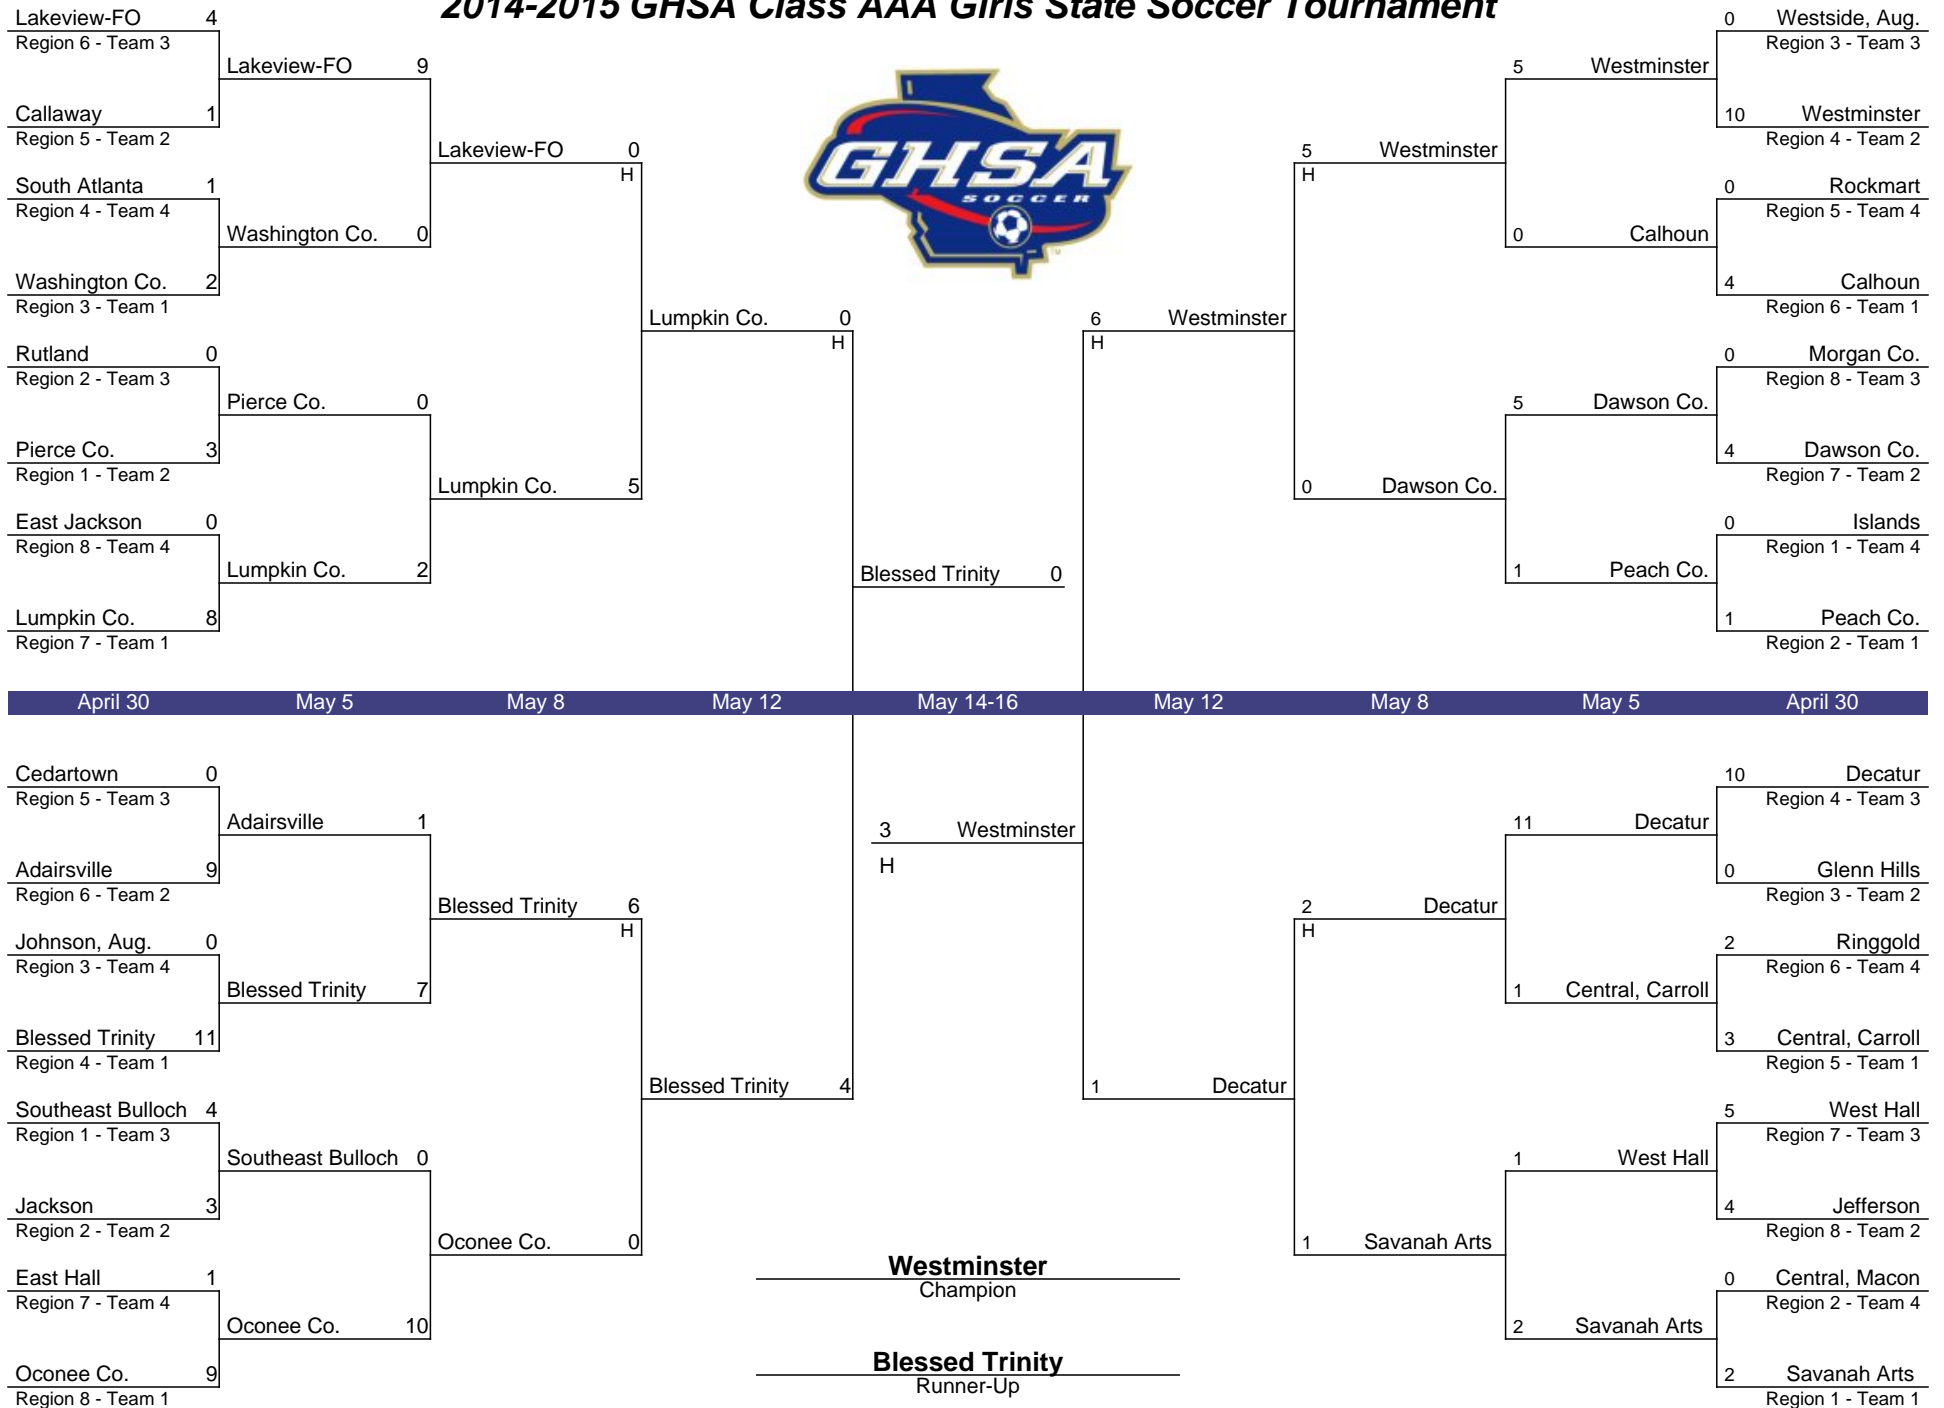 2014-2015 GHSA Class AAA Girls State Soccer Tournament
Lakeview-FO 4
Region 6 - Team 3
Callaway 1
Region 5 - Team 2
South Atlanta 1
Region 4 - Team 4
Washington Co. 2
Region 3 - Team 1
Rutland 0
Region 2 - Team 3
Pierce Co. 3
Region 1 - Team 2
East Jackson 0
Region 8 - Team 4
Lumpkin Co. 8
Region 7 - Team 1
Lakeview-FO 9
Washington Co. 0
Pierce Co. 0
Lumpkin Co. 2
Lakeview-FO 0
H
Lumpkin Co. 5
Lumpkin Co. 0
H
Blessed Trinity 0
GHSA
SOCCER
TM
6 Westminster
H
5 Westminster
H
0 Dawson Co.
5 Westminster
0 Calhoun
5 Dawson Co.
1 Peach Co.
0 Westside, Aug.
Region 3 - Team 3
10 Westminster
Region 4 - Team 2
0 Rockmart
Region 5 - Team 4
4 Calhoun
Region 6 - Team 1
0 Morgan Co.
Region 8 - Team 3
4 Dawson Co.
Region 7 - Team 2
0 Islands
Region 1 - Team 4
1 Peach Co.
Region 2 - Team 1
April 30 May 5 May 8 May 12 May 14-16 May 12 May 8 May 5 April 30
Cedartown 0
Region 5 - Team 3
Adairsville 9
Region 6 - Team 2
Johnson, Aug. 0
Region 3 - Team 4
Blessed Trinity 11
Region 4 - Team 1
Southeast Bulloch 4
Region 1 - Team 3
Jackson 3
Region 2 - Team 2
East Hall 1
Region 7 - Team 4
Oconee Co. 9
Region 8 - Team 1
Adairsville 1
Blessed Trinity 7
Southeast Bulloch 0
Oconee Co. 10
Blessed Trinity 6
H
Oconee Co. 0
Blessed Trinity 4
3 Westminster
H
1 Decatur
2 Decatur
H
1 Savanah Arts
11 Decatur
1 Central, Carroll
1 West Hall
2 Savanah Arts
10 Decatur
Region 4 - Team 3
0 Glenn Hills
Region 3 - Team 2
2 Ringgold
Region 6 - Team 4
3 Central, Carroll
Region 5 - Team 1
5 West Hall
Region 7 - Team 3
4 Jefferson
Region 8 - Team 2
0 Central, Macon
Region 2 - Team 4
2 Savanah Arts
Region 1 - Team 1
Westminster
Champion
Blessed Trinity
Runner-Up